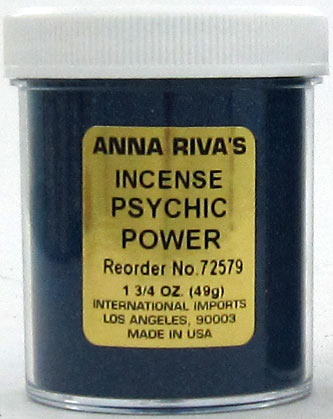 ANNA RIVA'S
INCENSE
PSYCHIC
POWER
Reorder No.72579
1 3/4 OZ. (49g)
INTERNATIONAL IMPORTS
LOS ANGELES, 90003
MADE IN USA